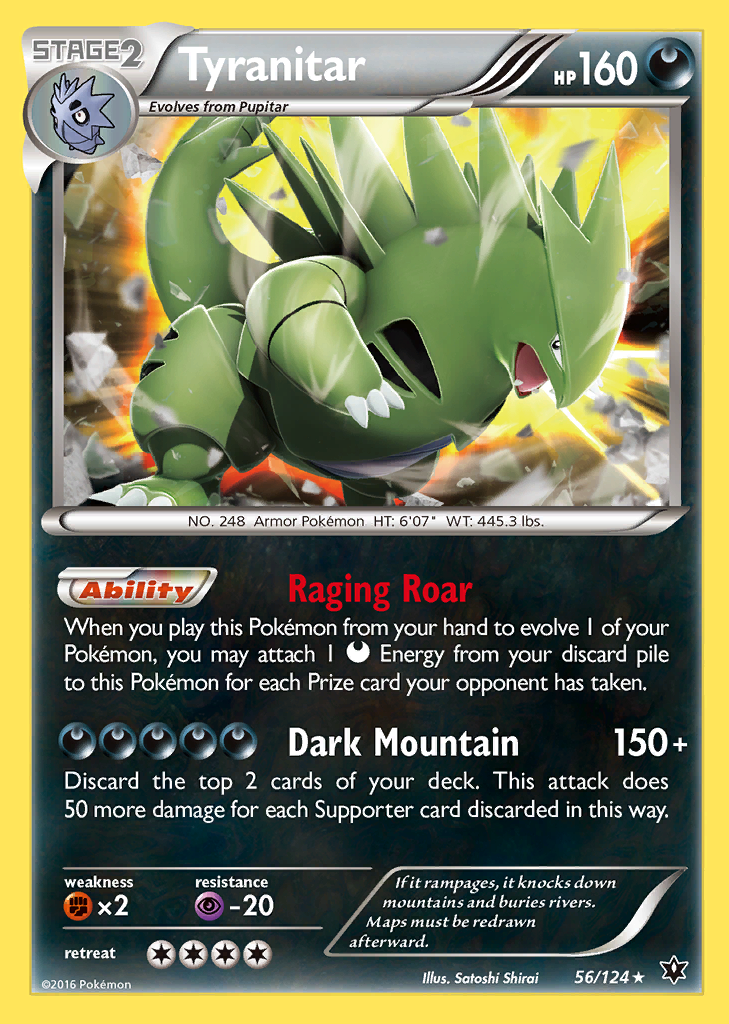 STAGE2
Tyranitar
HP160
Evolves from Pupitar
NO. 248 Armor Pokémon HT: 6'07" WT: 445.3 lbs.
Ability Raging Roar
When you play this Pokémon from your hand to evolve 1 of your
Pokémon, you may attach 1 Energy from your discard pile
to this Pokémon for each Prize card your opponent has taken.
Dark Mountain 150+
Discard the top 2 cards of your deck. This attack does
50 more damage for each Supporter card discarded in this way.
weakness resistance
×2 -20
retreat
If it rampages, it knocks down
mountains and buries rivers.
Maps must be redrawn
afterward.
©2016 Pokémon
Illus. Satoshi Shirai 56/124★